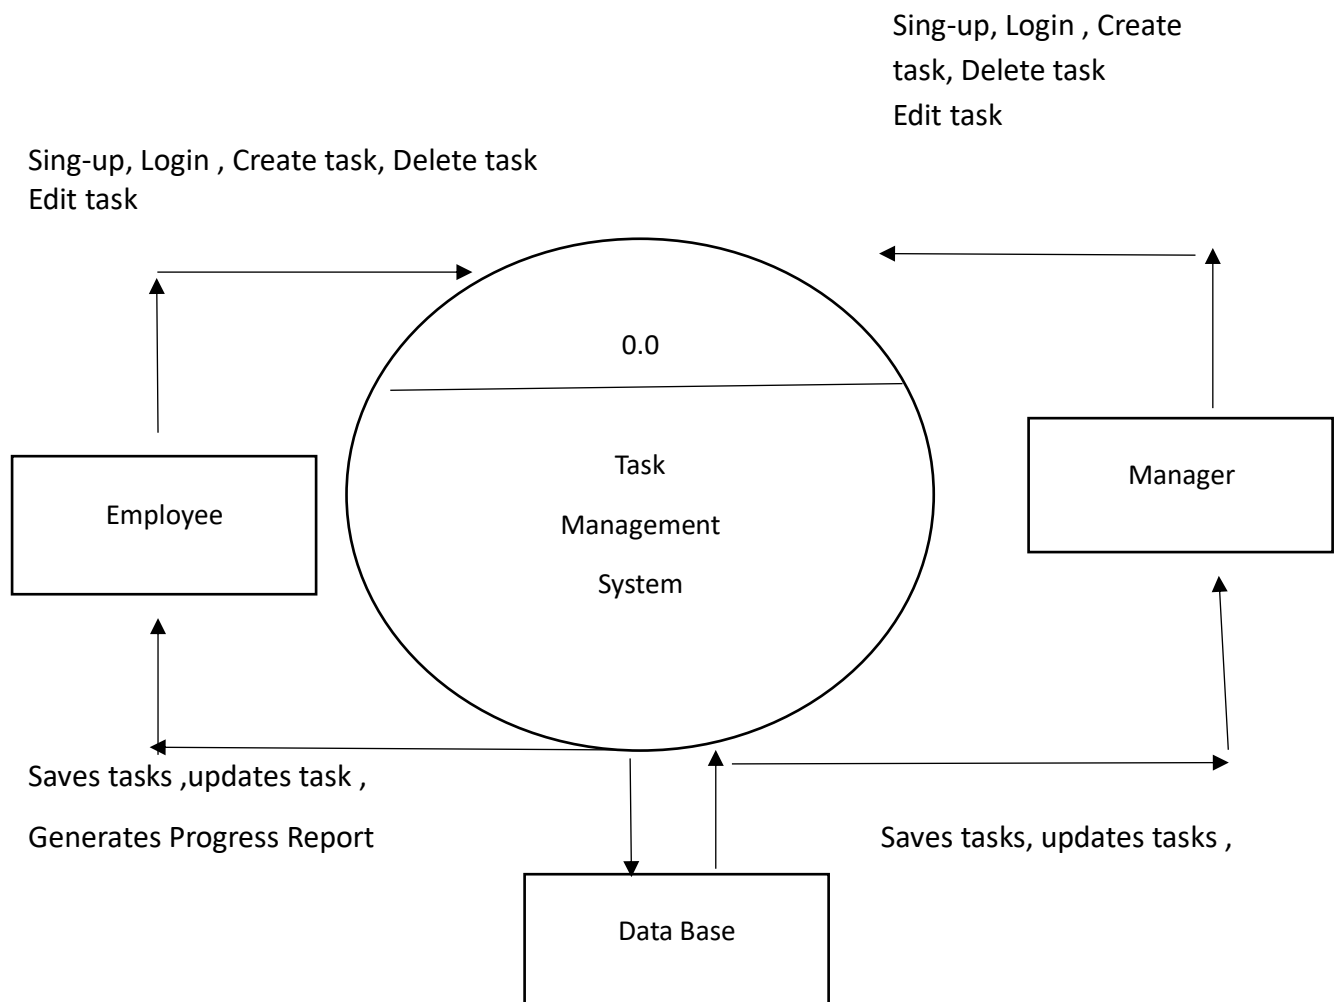 Sing-up, Login , Create
task, Delete task
Edit task
Sing-up, Login , Create task, Delete task
Edit task
0.0
Task
Management
System
Employee
Manager
Saves tasks ,updates task ,
Generates Progress Report
Saves tasks, updates tasks ,
Data Base